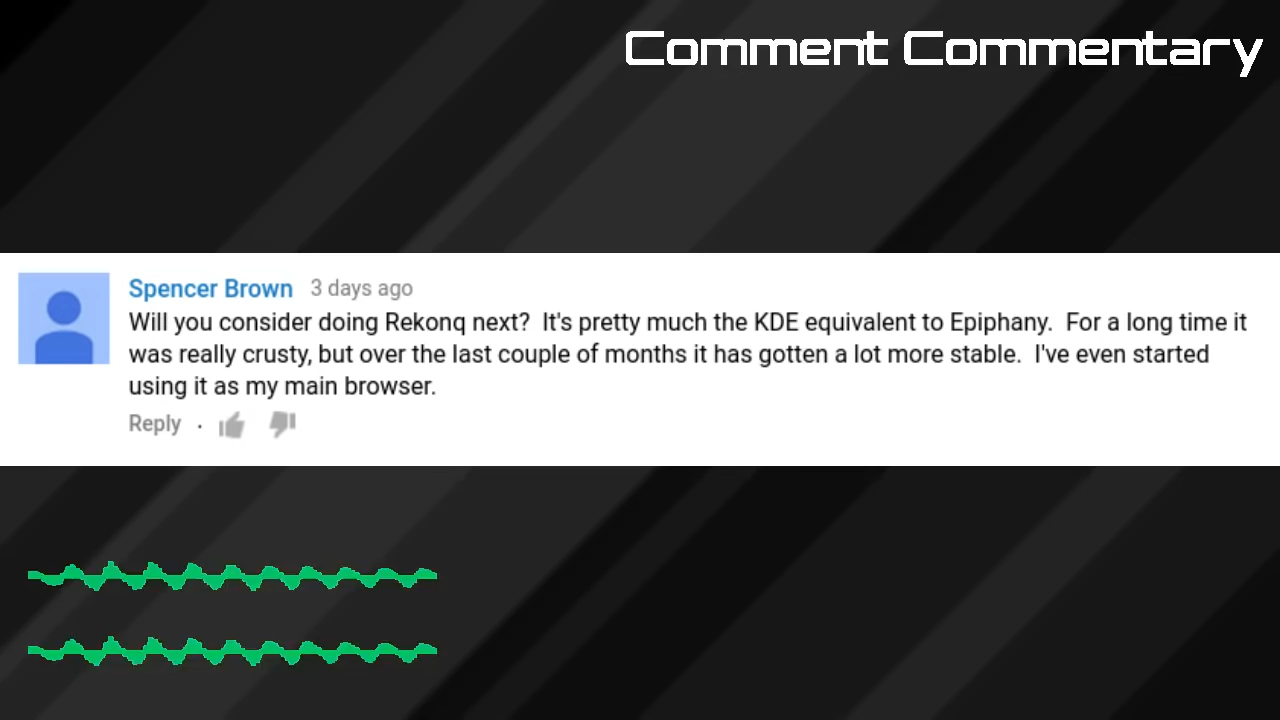 Comment Commentary
Spencer Brown 3 days ago
Will you consider doing Rekonq next?  It's pretty much the KDE equivalent to Epiphany.  For a long time it
was really crusty, but over the last couple of months it has gotten a lot more stable.  I've even started
using it as my main browser.
Reply ·